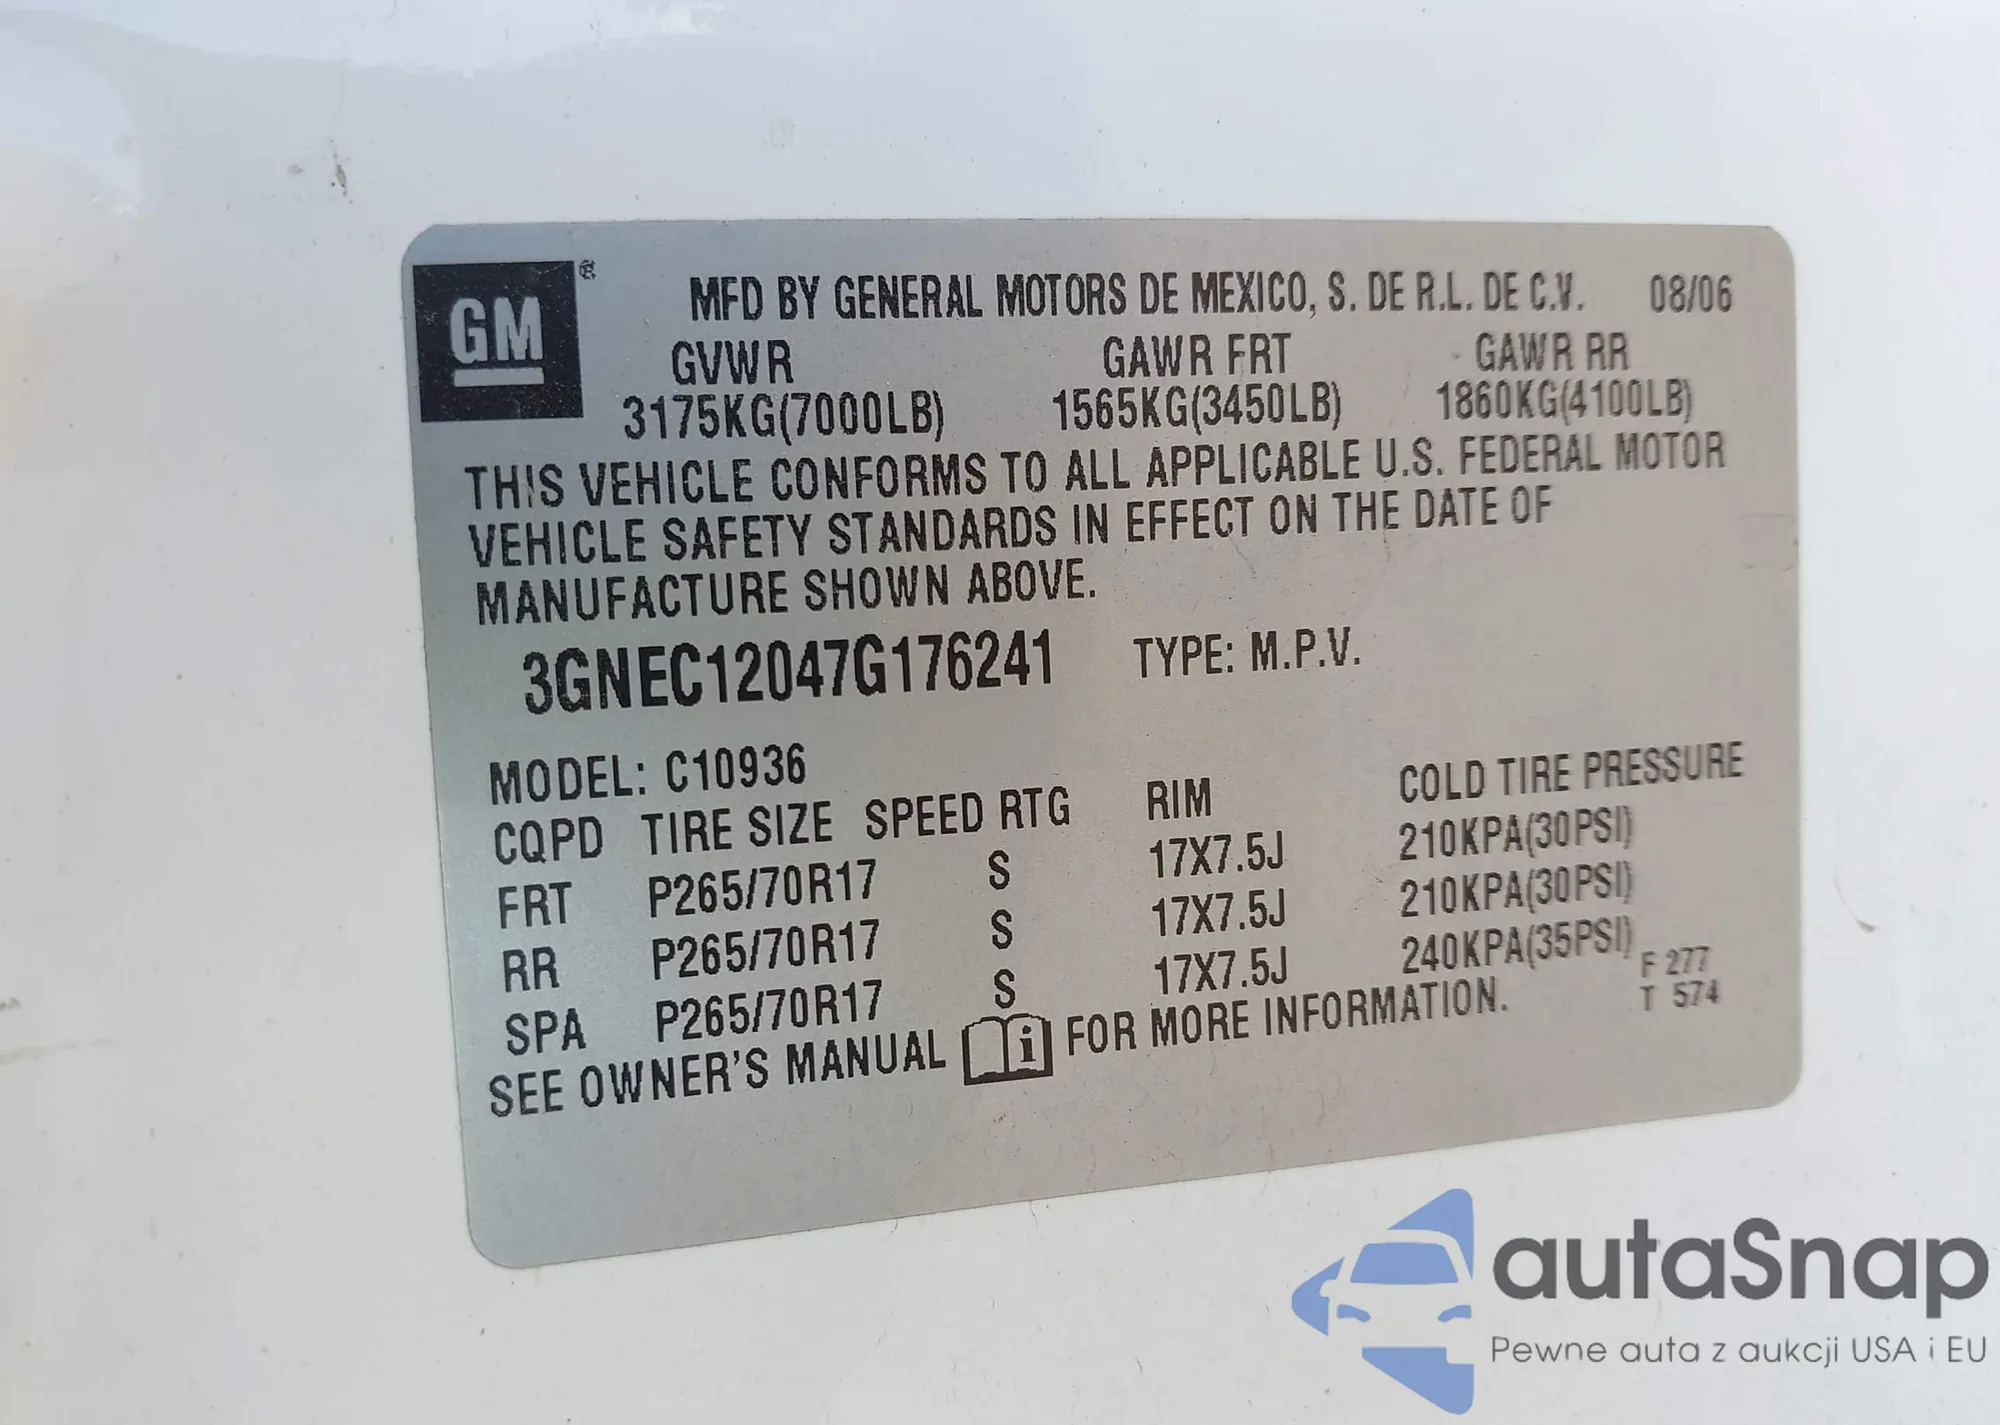 GM®
MFD BY GENERAL MOTORS DE MEXICO, S. DE R.L. DE C.V. 08/06
GVWR GAWR FRT GAWR RR
3175KG(7000LB) 1565KG(3450LB) 1860KG(4100LB)
THIS VEHICLE CONFORMS TO ALL APPLICABLE U.S. FEDERAL MOTOR
VEHICLE SAFETY STANDARDS IN EFFECT ON THE DATE OF
MANUFACTURE SHOWN ABOVE.
3GNEC12047G176241 TYPE: M.P.V.
MODEL: C10936
CQPD TIRE SIZE SPEED RTG RIM COLD TIRE PRESSURE
FRT P265/70R17 S 17X7.5J 210KPA(30PSI)
RR P265/70R17 S 17X7.5J 210KPA(30PSI)
SPA P265/70R17 S 17X7.5J 240KPA(35PSI)
F 277
T 574
SEE OWNER'S MANUAL i FOR MORE INFORMATION.
autaSnap
Pewne auta z aukcji USA i EU